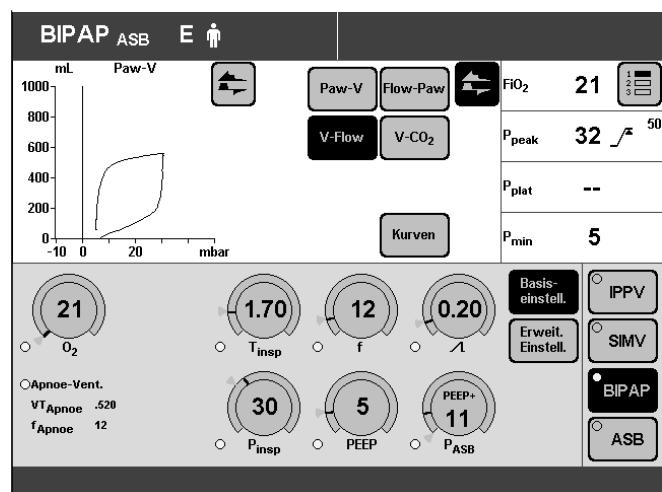 BIPAP ASB E
mL Paw-V
1000
800
600
400
200
0
-10 0 20 mbar
Paw-V Flow-Paw
V-Flow V-CO2
Kurven
FiO2 21
1
2
3
Ppeak 32 50
Pplat --
Pmin 5
21
O2
1.70
Tinsp
12
f
0.20
Basis-
einstell.
Erweit.
Einstell.
Apnoe-Vent.
VTApnoe .520
fApnoe 12
30
Pinsp
5
PEEP
PEEP+
11
PASB
IPPV
SIMV
BIPAP
ASB